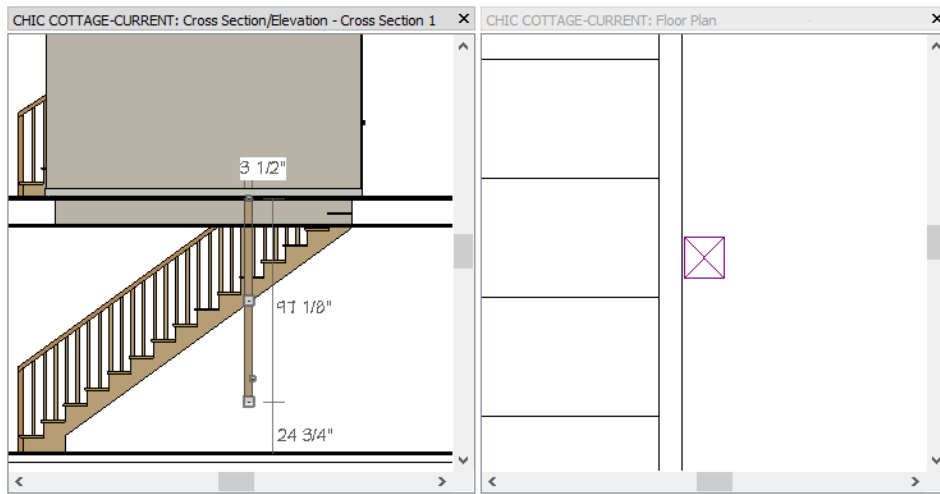 CHIC COTTAGE-CURRENT: Cross Section/Elevation - Cross Section 1
CHIC COTTAGE-CURRENT: Floor Plan
3 1/2"
97 1/8"
24 3/4"